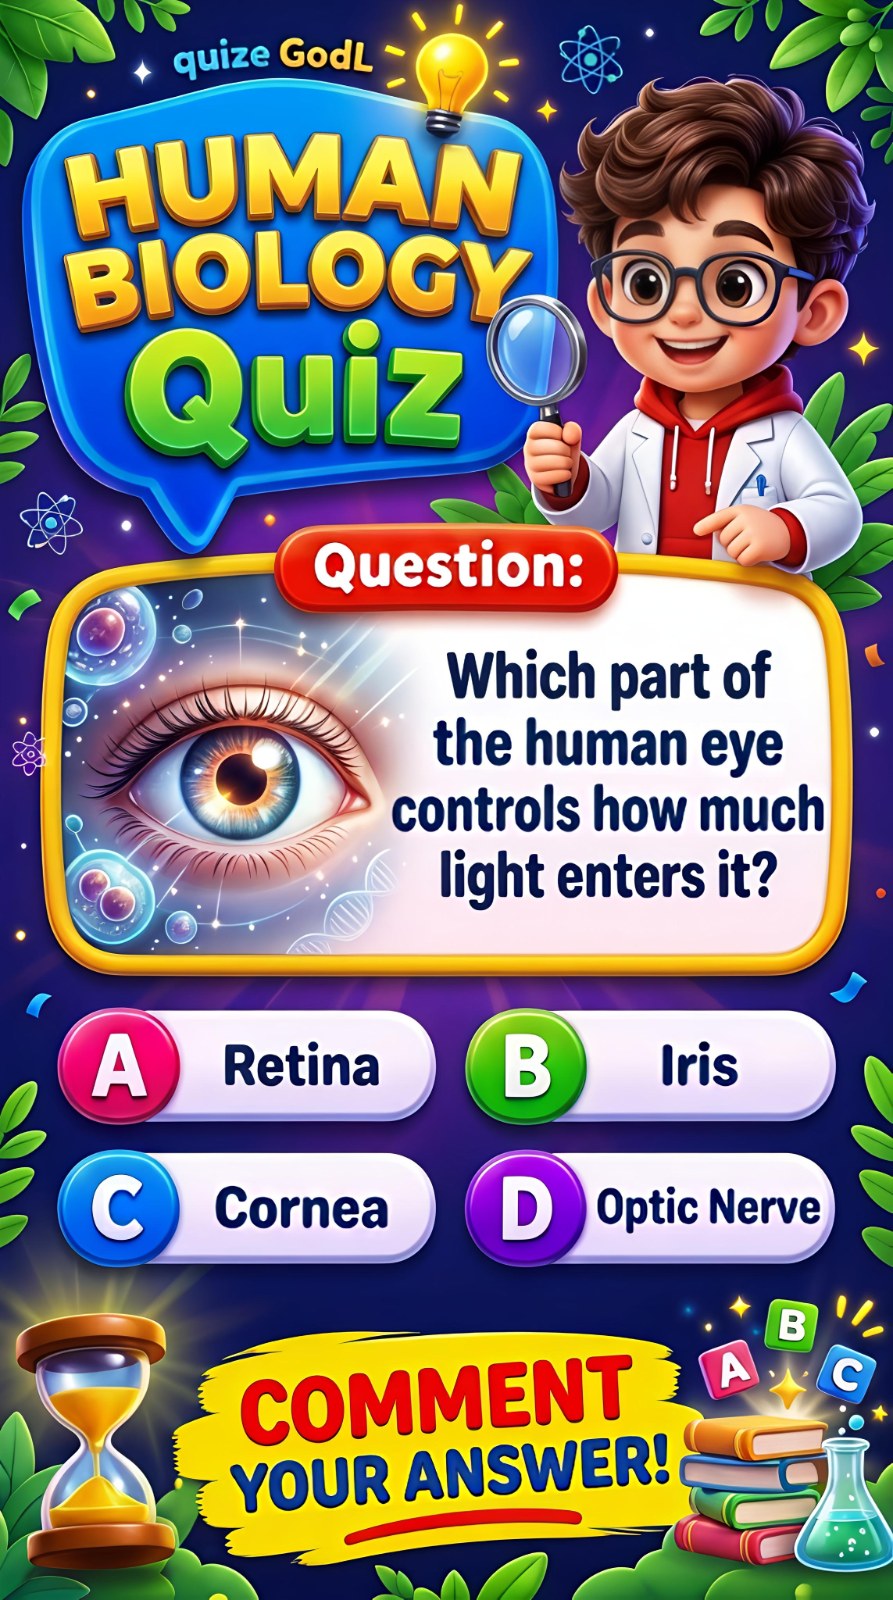 quize GodL
HUMAN
BIOLOGY
Quiz
Question:
Which part of
the human eye
controls how much
light enters it?
A Retina
B Iris
C Cornea
D Optic Nerve
A B C
COMMENT
YOUR ANSWER!